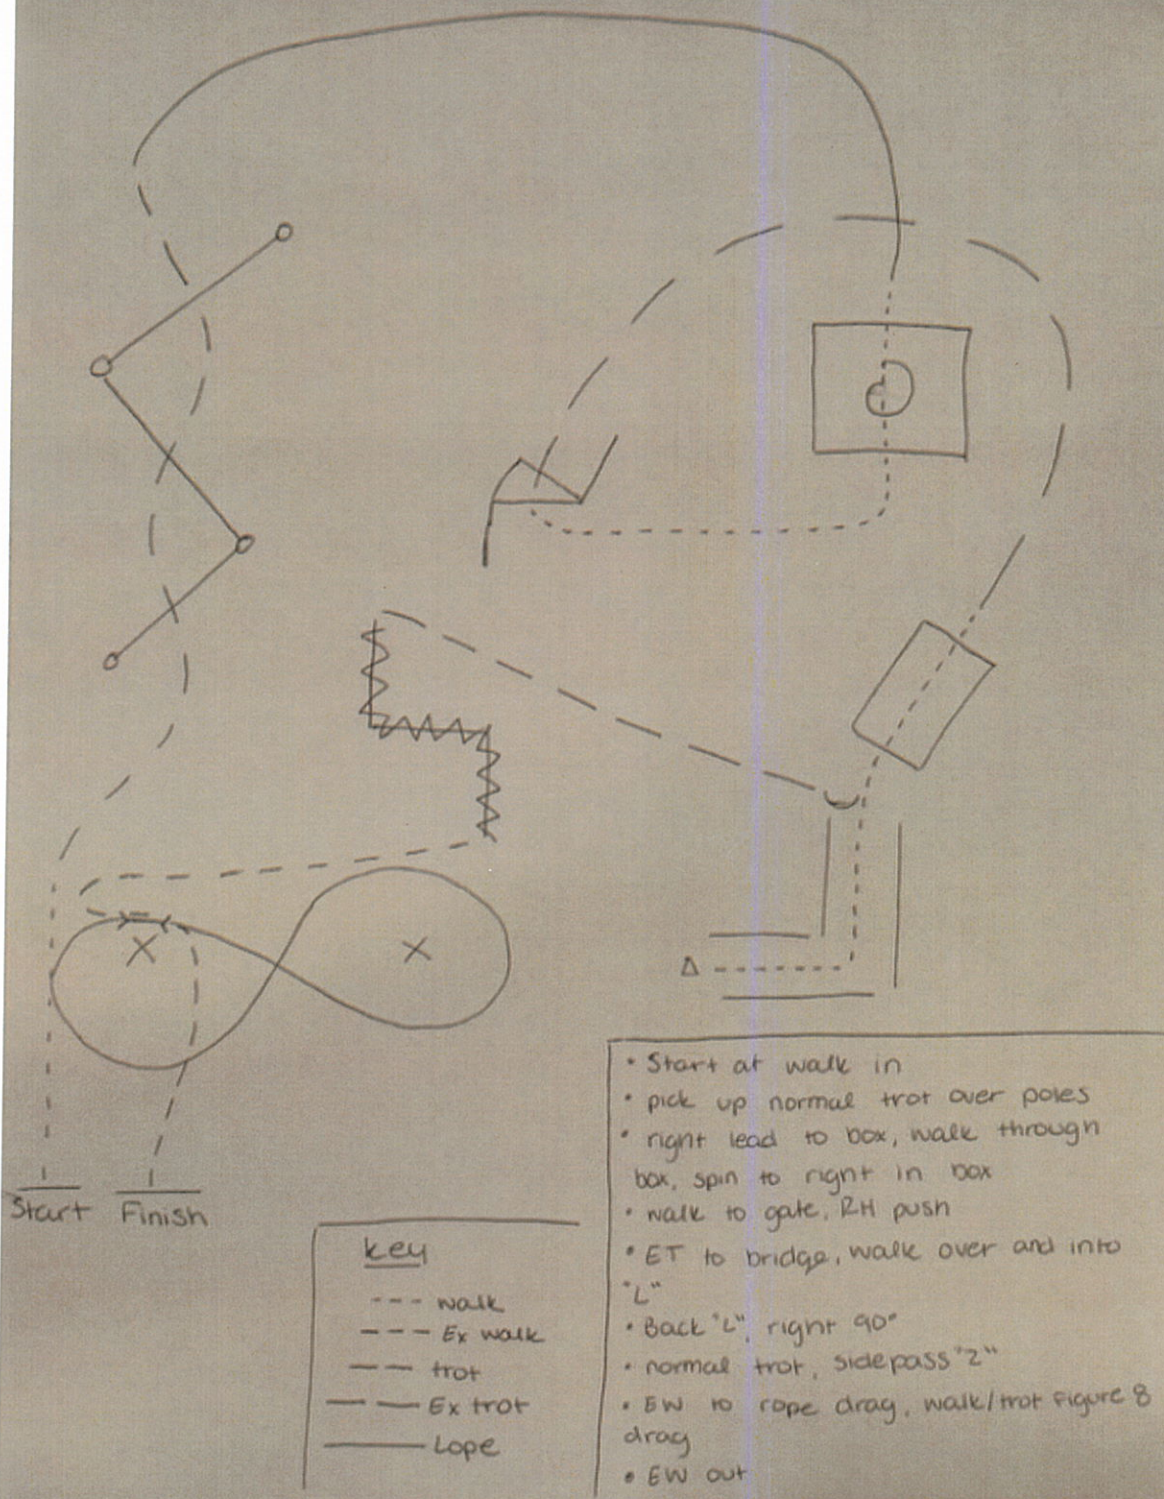 Start
Finish
key
walk
Ex walk
trot
Ex trot
Lope
• Start at walk in
• pick up normal trot over poles
• right lead to box, walk through
box, spin to right in box
• walk to gate, RH push
• ET to bridge, walk over and into
"L"
• Back "L", right 90°
• normal trot, sidepass "Z"
• EW to rope drag, walk/trot figure 8
drag
• EW out